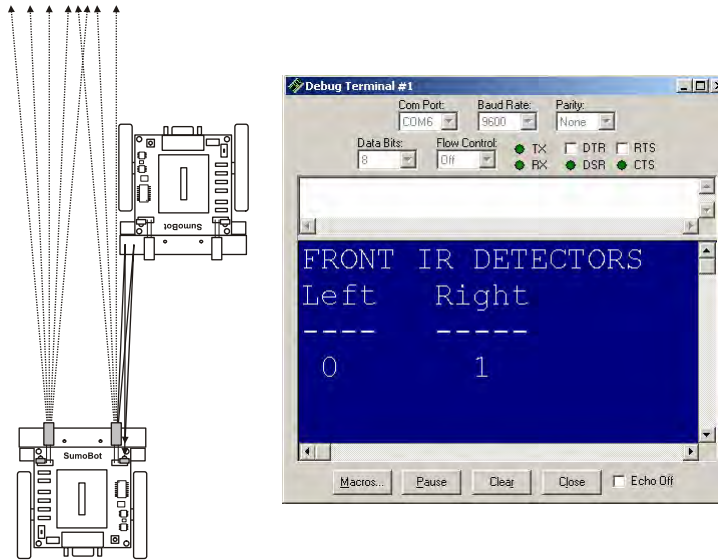 SumoBot
SumoBot
Debug Terminal #1
Com Port: Baud Rate: Parity:
COM6 9600 None
Data Bits: Flow Control: TX DTR RTS
8 Off RX DSR CTS
FRONT IR DETECTORS
Left Right
---- -----
0 1
Macros... Pause Clear Close Echo Off